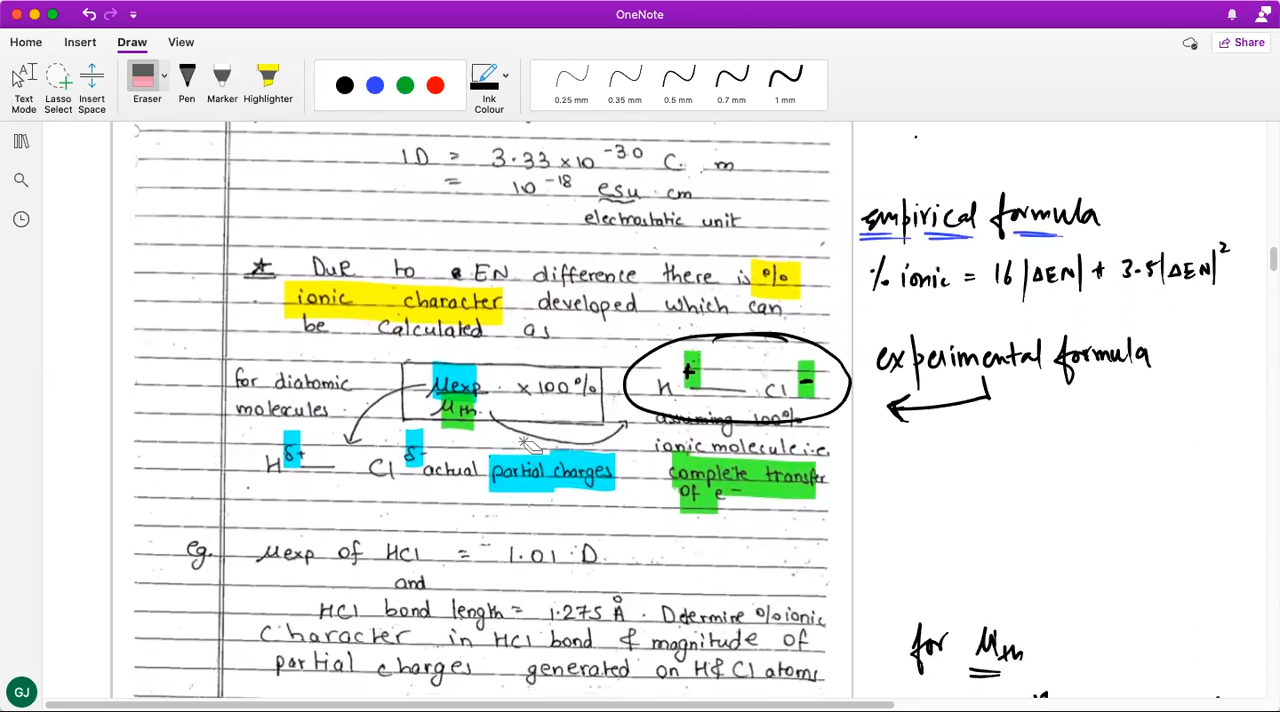 OneNote
Home Insert Draw View
Share
Text Mode
Lasso Select
Insert Space
Eraser
Pen
Marker
Highlighter
Ink Colour
0.25 mm
0.35 mm
0.5 mm
0.7 mm
1 mm
1D = 3.33 x 10^-30 C. m
= 10^-18 esu cm
electrostatic unit
* Due to EN difference there is %
ionic character developed which can
be calculated as
for diatomic
molecules
μexp x 100%
μth
H+ — Cl-
assuming 100%
ionic molecule i.e.
complete transfer
of e-
H δ+ — Cl δ- actual partial charges
eg. μexp of HCl = 1.01 D
and
HCl bond length = 1.275 Å. Determine % ionic
character in HCl bond & magnitude of
partial charges generated on H & Cl atoms
empirical formula
% ionic = 16|ΔEN| + 3.5|ΔEN|²
experimental formula
for μth
GJ